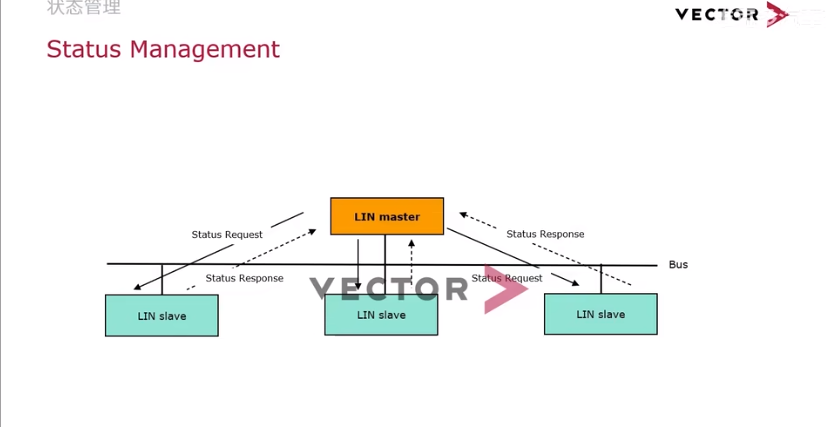 状态管理
VECTOR
Status Management
LIN master
Status Request
Status Response
Bus
Status Response
Status Request
VECTOR
LIN slave
LIN slave
LIN slave